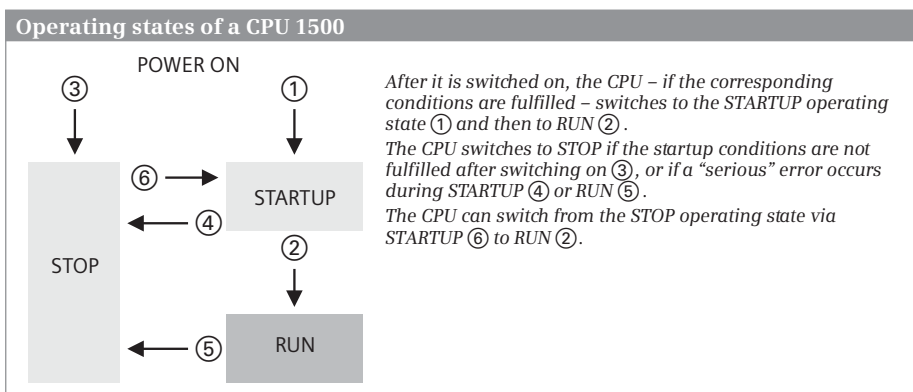 Operating states of a CPU 1500
POWER ON
③
①
⑥
STARTUP
④
②
STOP
⑤
RUN
After it is switched on, the CPU – if the corresponding
conditions are fulfilled – switches to the STARTUP operating
state ① and then to RUN ②.
The CPU switches to STOP if the startup conditions are not
fulfilled after switching on ③, or if a “serious” error occurs
during STARTUP ④ or RUN ⑤.
The CPU can switch from the STOP operating state via
STARTUP ⑥ to RUN ②.